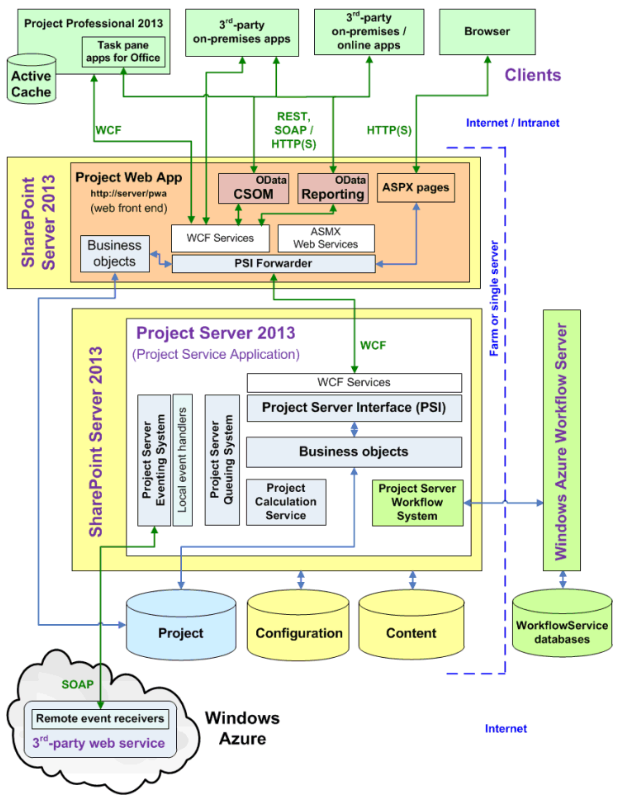 Project Professional 2013
Task pane
apps for Office
Active
Cache
3rd-party
on-premises apps
3rd-party
on-premises /
online apps
Browser
Clients
WCF
REST,
SOAP /
HTTP(S)
HTTP(S)
Internet / Intranet
SharePoint
Server 2013
Project Web App
http://server/pwa
(web front end)
OData
CSOM
OData
Reporting
ASPX pages
WCF Services
ASMX
Web Services
Business
objects
PSI Forwarder
Farm or single server
SharePoint Server 2013
Project Server 2013
(Project Service Application)
WCF
WCF Services
Project Server Interface (PSI)
Business objects
Project Server
Eventing System
Local event handlers
Project Server
Queuing System
Project
Calculation
Service
Project Server
Workflow
System
Windows Azure Workflow Server
Project
Configuration
Content
WorkflowService
databases
SOAP
Remote event receivers
3rd-party web service
Windows
Azure
Internet